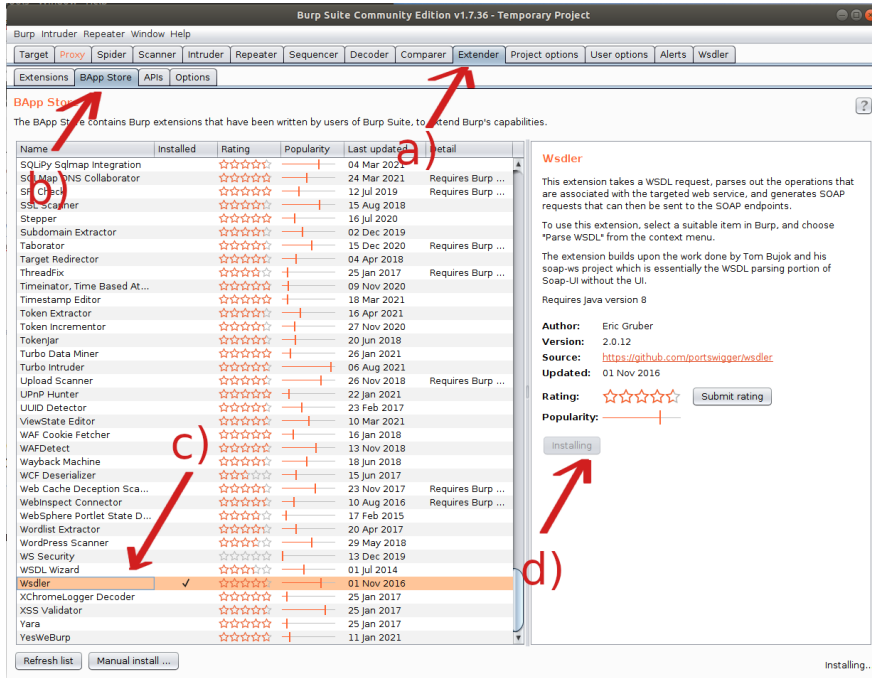 Burp Suite Community Edition v1.7.36 - Temporary Project
Burp Intruder Repeater Window Help
Target Proxy Spider Scanner Intruder Repeater Sequencer Decoder Comparer Extender Project options User options Alerts Wsdler
Extensions BApp Store APIs Options
a)
BApp Store
?
The BApp Store contains Burp extensions that have been written by users of Burp Suite, to extend Burp's capabilities.
b)
Name Installed Rating Popularity Last updated Detail
SQLiPy Sqlmap Integration 04 Mar 2021
SQLMap DNS Collaborator 24 Mar 2021 Requires Burp ...
SRI Check 12 Jul 2019 Requires Burp ...
SSL Scanner 15 Aug 2018
Stepper 16 Jul 2020
Subdomain Extractor 02 Dec 2019
Taborator 15 Dec 2020 Requires Burp ...
Target Redirector 04 Apr 2018
ThreadFix 25 Jan 2017 Requires Burp ...
Timeinator, Time Based At... 09 Nov 2020
Timestamp Editor 18 Mar 2021
Token Extractor 16 Apr 2021
Token Incrementor 27 Nov 2020
TokenJar 20 Jun 2018
Turbo Data Miner 26 Jan 2021
Turbo Intruder 06 Aug 2021
Upload Scanner 26 Nov 2018 Requires Burp ...
UPnP Hunter 22 Jan 2021
UUID Detector 23 Feb 2017
ViewState Editor 10 Mar 2021
WAF Cookie Fetcher 16 Jan 2018
WAFDetect 13 Nov 2018
Wayback Machine 18 Jun 2018
WCF Deserializer 15 Jun 2017
Web Cache Deception Sca... 23 Nov 2017 Requires Burp ...
WebInspect Connector 10 Aug 2016 Requires Burp ...
WebSphere Portlet State D... 17 Feb 2015
Wordlist Extractor 20 Apr 2017
WordPress Scanner 29 May 2018
WS Security 13 Dec 2019
WSDL Wizard 01 Jul 2014
Wsdler ✓ 01 Nov 2016
XChromeLogger Decoder 25 Jan 2017
XSS Validator 25 Jan 2017
Yara 25 Jan 2017
YesWeBurp 11 Jan 2021
c)
Wsdler
This extension takes a WSDL request, parses out the operations that
are associated with the targeted web service, and generates SOAP
requests that can then be sent to the SOAP endpoints.
To use this extension, select a suitable item in Burp, and choose
"Parse WSDL" from the context menu.
The extension builds upon the work done by Tom Bujok and his
soap-ws project which is essentially the WSDL parsing portion of
Soap-UI without the UI.
Requires Java version 8
Author: Eric Gruber
Version: 2.0.12
Source: https://github.com/portswigger/wsdler
Updated: 01 Nov 2016
Rating: Submit rating
Popularity:
Installing
d)
Refresh list Manual install ...
Installing..